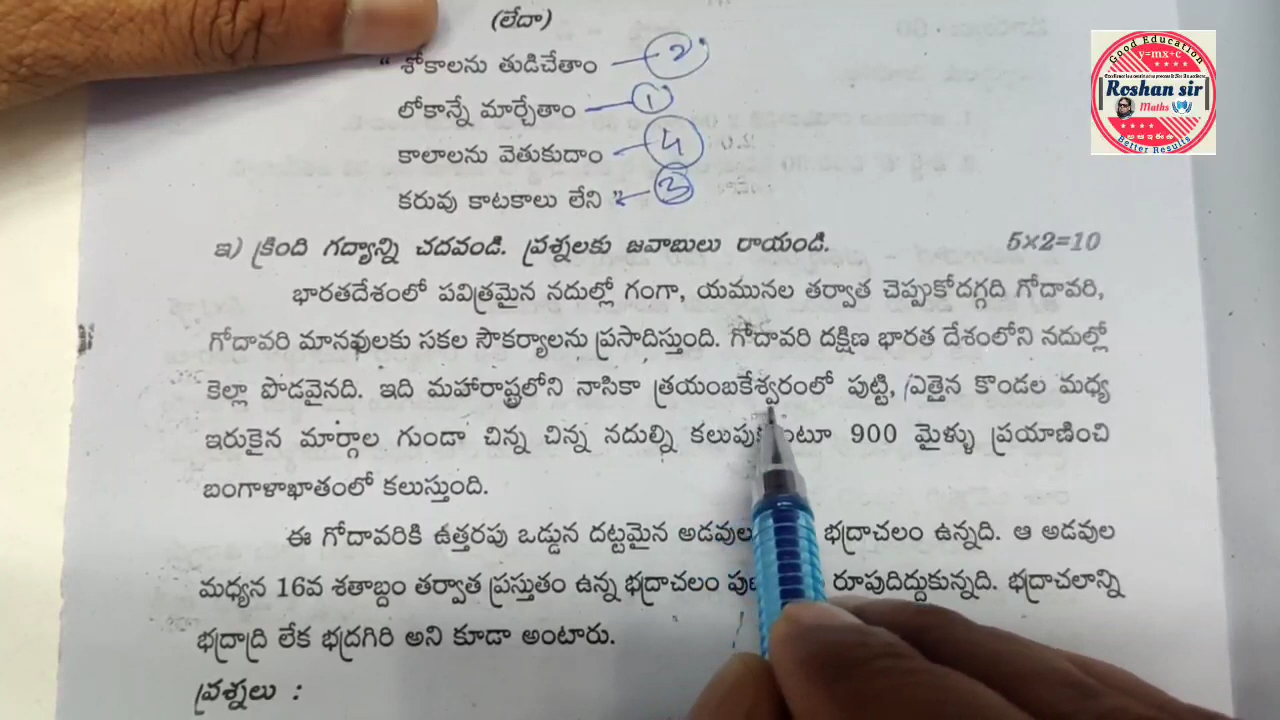 (లేదా)
" శోకాలను తుడిచేతాం — 2
లోకాన్నే మార్చేతాం — 1
కాలాలను వెతుకుదాం — 4
కరువు కాటకాలు లేని " — 3
ఇ) క్రింది గద్యాన్ని చదవండి. ప్రశ్నలకు జవాబులు రాయండి. 5×2=10
భారతదేశంలో పవిత్రమైన నదుల్లో గంగా, యమునల తర్వాత చెప్పుకోదగ్గది గోదావరి,
గోదావరి మానవులకు సకల సౌకర్యాలను ప్రసాదిస్తుంది. గోదావరి దక్షిణ భారత దేశంలోని నదుల్లో
కెల్లా పొడవైనది. ఇది మహారాష్ట్రలోని నాసికా త్రయంబకేశ్వరంలో పుట్టి, ఎత్తైన కొండల మధ్య
ఇరుకైన మార్గాల గుండా చిన్న చిన్న నదుల్ని 900 మైళ్ళు ప్రయాణించి
బంగాళాఖాతంలో కలుస్తుంది.
ఈ గోదావరికి ఉత్తరపు ఒడ్డున దట్టమైన అడవుల భద్రాచలం ఉన్నది. ఆ అడవుల
మధ్యన 16వ శతాబ్దం తర్వాత ప్రస్తుతం ఉన్న భద్రాచలం రూపుదిద్దుకున్నది. భద్రాచలాన్ని
భద్రాద్రి లేక భద్రగిరి అని కూడా అంటారు.
ప్రశ్నలు :
Good Education
y=mx+c
Roshan sir
Maths
Better Results